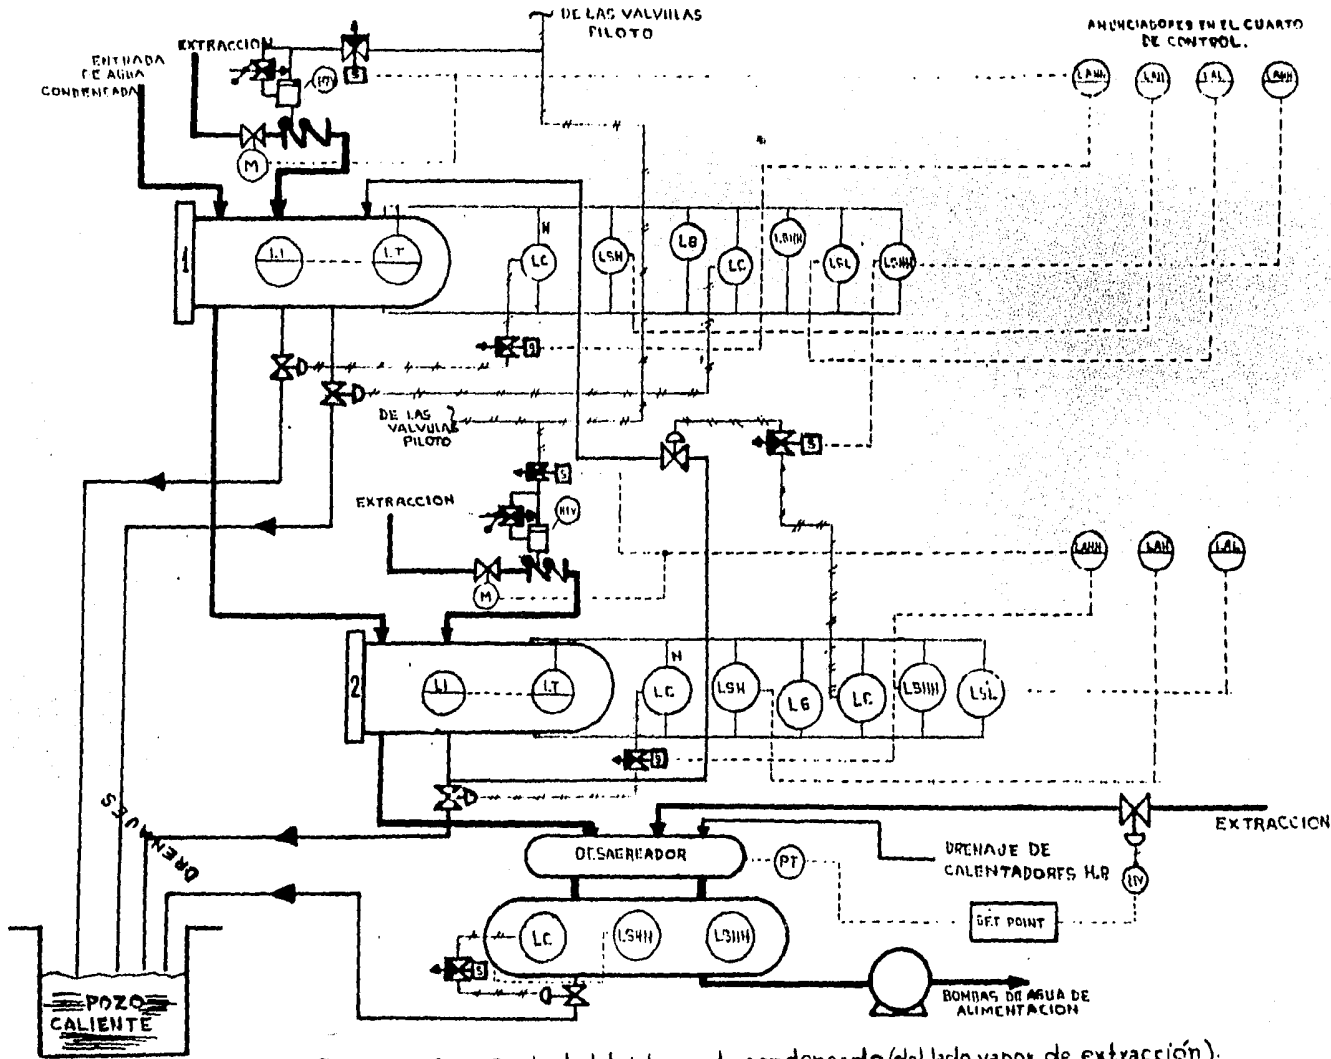 DE LAS VALVULAS
PILOTO
ANUNCIADORES EN EL CUARTO
DE CONTROL.
EXTRACCION
ENTRADA
DE AGUA
CONDENSADA
M
LAHH
LAH
LAL
LAHH
1
LI
LT
N
LC
LSH
LG
LC
LSHH
LSL
LSHH
S
DE LAS
VALVULAS
PILOTO
S
S
EXTRACCION
M
LAHH
LAH
LAL
2
LI
LT
N
LC
LSH
LG
LC
LSHH
LSL
S
DRENAJES
EXTRACCION
DESAEREADOR
PT
DRENAJE DE
CALENTADORES H.P
SET POINT
LC
LSHH
S
POZO
CALIENTE
BOMBAS DE AGUA DE
ALIMENTACION
condensado (del lado vapor de extracción).